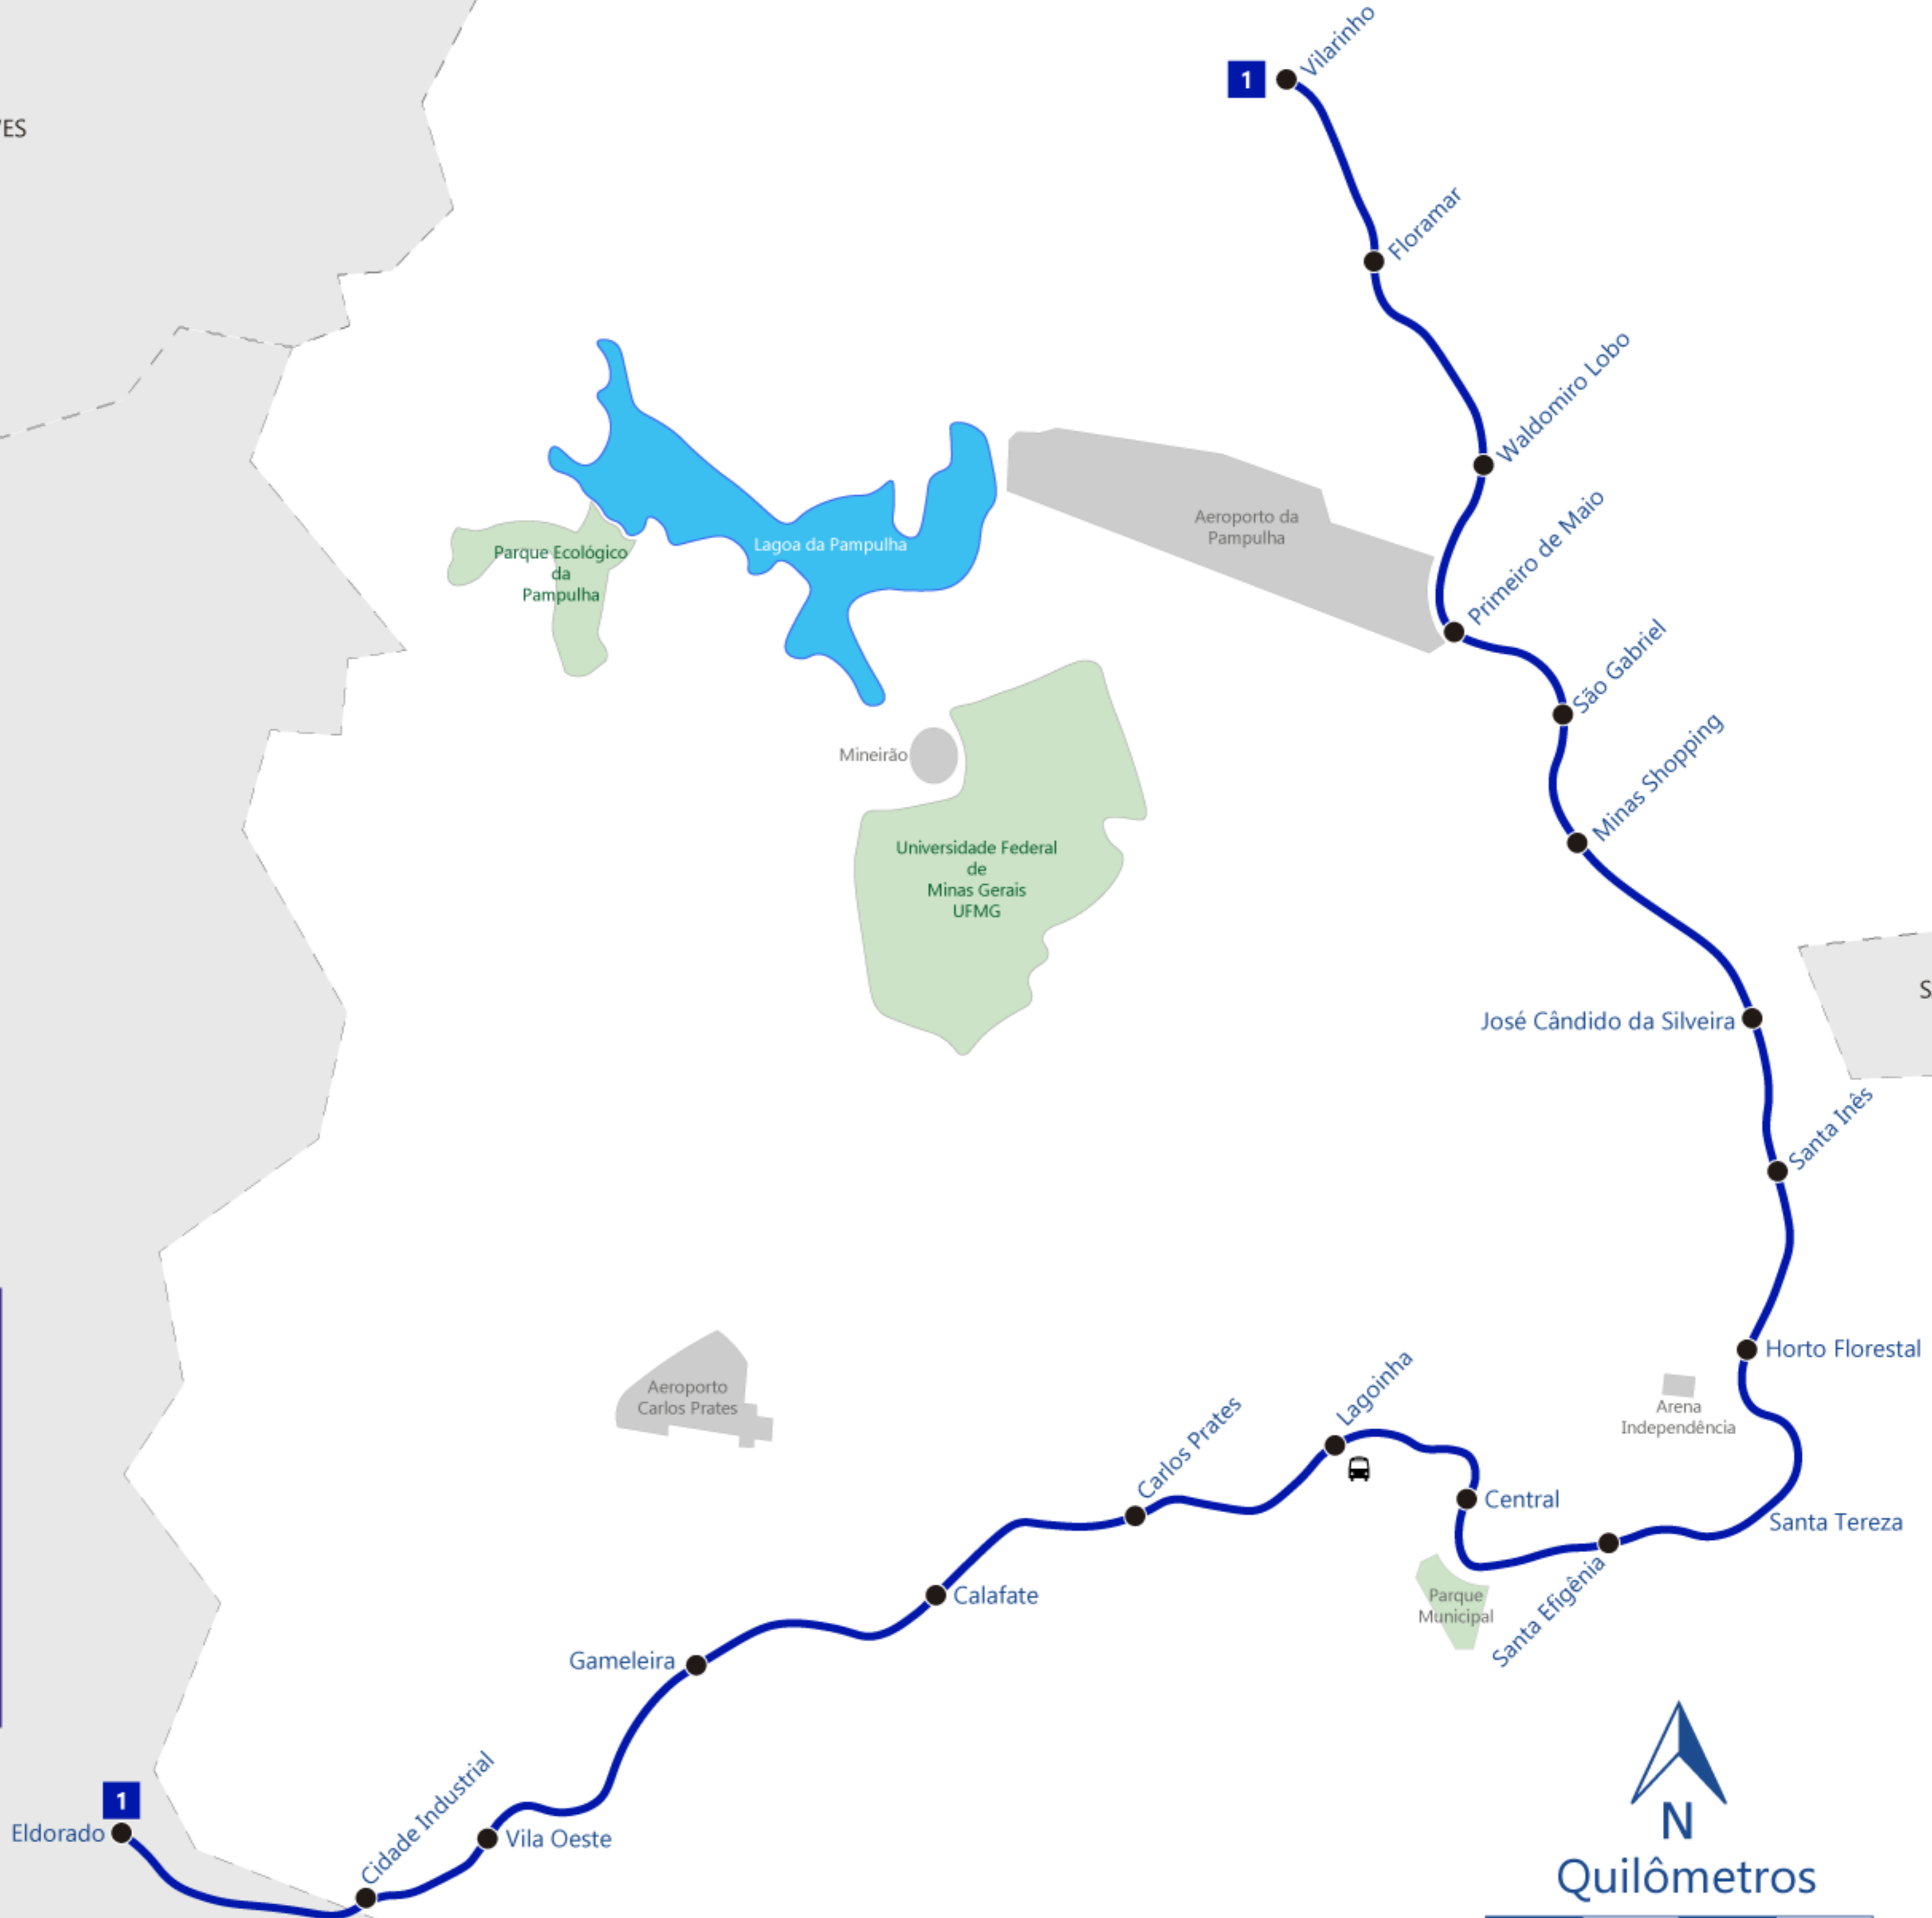 1
Vilarinho
Floramar
Waldomiro Lobo
Aeroporto da
Pampulha
Primeiro de Maio
Lagoa da Pampulha
Parque Ecológico
da
Pampulha
São Gabriel
Minas Shopping
Mineirão
Universidade Federal
de
Minas Gerais
UFMG
José Cândido da Silveira
Santa Inês
Horto Florestal
Arena
Independência
Aeroporto
Carlos Prates
Lagoinha
Carlos Prates
Central
Santa Tereza
Santa Efigênia
Parque
Municipal
Calafate
Gameleira
Cidade Industrial
Vila Oeste
1
Eldorado
N
Quilômetros